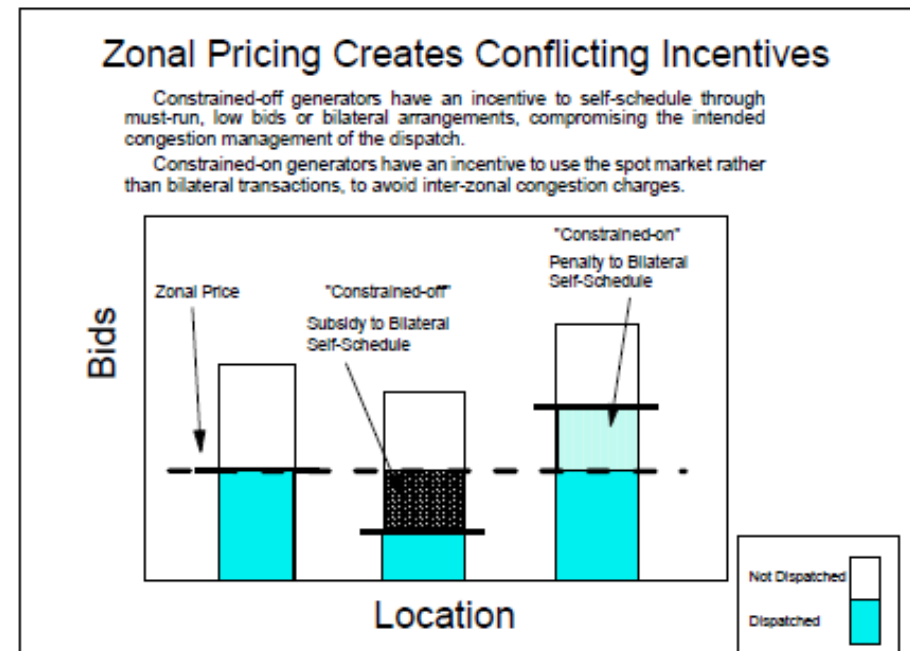 Zonal Pricing Creates Conflicting Incentives
Constrained-off generators have an incentive to self-schedule through
must-run, low bids or bilateral arrangements, compromising the intended
congestion management of the dispatch.
Constrained-on generators have an incentive to use the spot market rather
than bilateral transactions, to avoid inter-zonal congestion charges.
"Constrained-on"
Penalty to Bilateral
Self-Schedule
Zonal Price
"Constrained-off"
Subsidy to Bilateral
Self-Schedule
Bids
Location
Not Dispatched
Dispatched